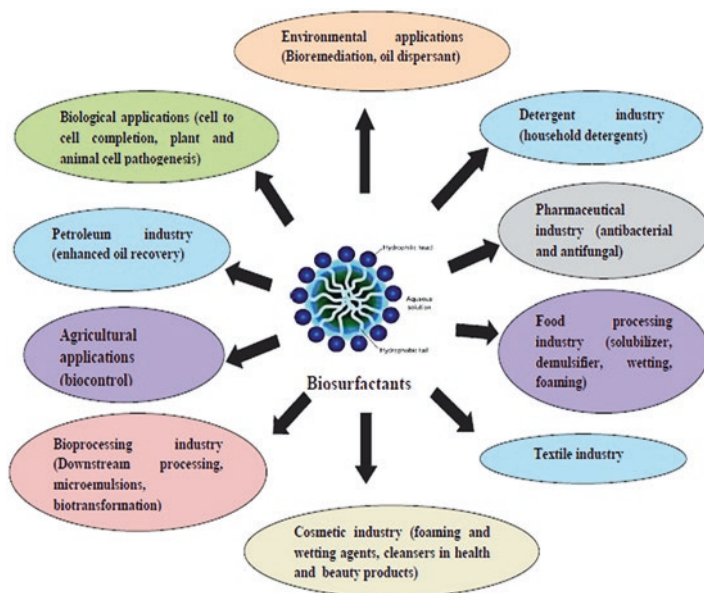 Environmental applications
(Bioremediation, oil dispersant)
Biological applications (cell to
cell completion, plant and
animal cell pathogenesis)
Detergent industry
(household detergents)
Petroleum industry
(enhanced oil recovery)
Pharmaceutical
industry (antibacterial
and antifungal)
Hydrophilic head
Aqueous
solution
Hydrophobic tail
Biosurfactants
Agricultural
applications
(biocontrol)
Food processing
industry (solubilizer,
demulsifier, wetting,
foaming)
Bioprocessing industry
(Downstream processing,
microemulsions,
biotransformation)
Textile industry
Cosmetic industry (foaming and
wetting agents, cleansers in health
and beauty products)